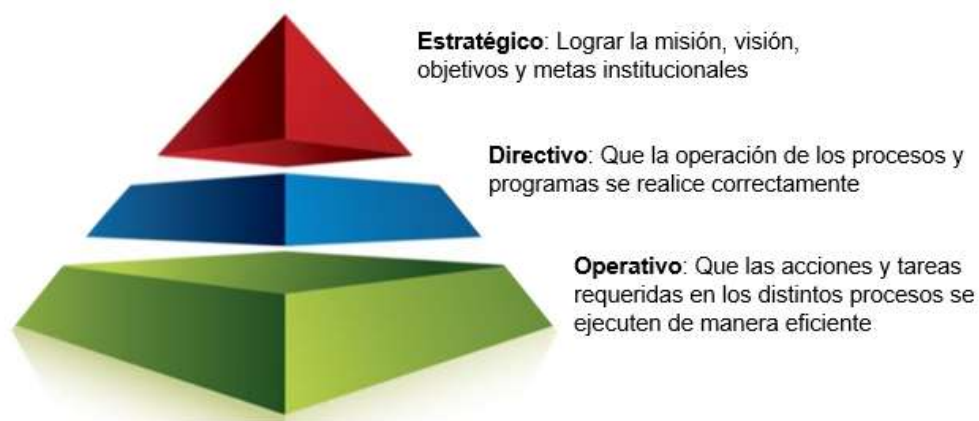 Estratégico: Lograr la misión, visión,
objetivos y metas institucionales
Directivo: Que la operación de los procesos y
programas se realice correctamente
Operativo: Que las acciones y tareas
requeridas en los distintos procesos se
ejecuten de manera eficiente